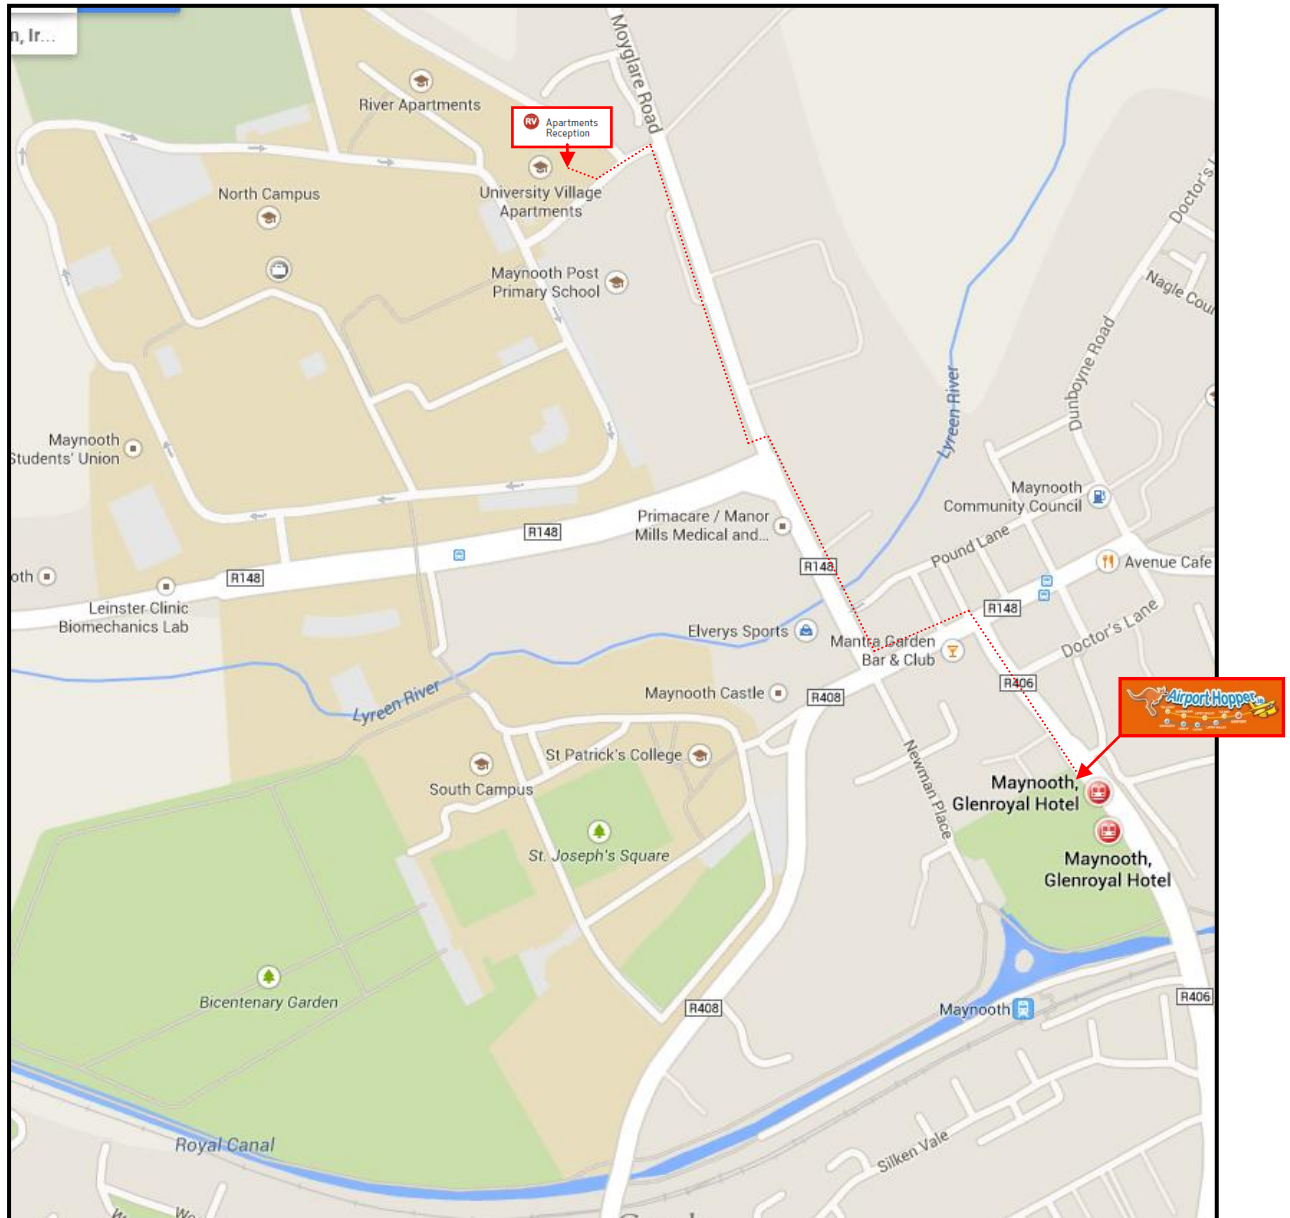 n, Ir...
Moyglare Road
River Apartments
RV
Apartments
Reception
North Campus
University Village
Apartments
Doctor's
Maynooth Post
Primary School
Nagle Cour
Dunboyne Road
Lyreen River
Maynooth
Students' Union
Maynooth
Community Council
Primacare / Manor
Mills Medical and...
R148
Pound Lane
Avenue Cafe
R148
oth
R148
Leinster Clinic
Biomechanics Lab
R148
Elverys Sports
Mantra Garden
Bar & Club
Doctor's Lane
R406
Maynooth Castle
R408
Lyreen River
AirportHopper
St Patrick's College
Newman Place
South Campus
Maynooth,
Glenroyal Hotel
St. Joseph's Square
Maynooth,
Glenroyal Hotel
Bicentenary Garden
R408
Maynooth
R406
Royal Canal
Silken Vale